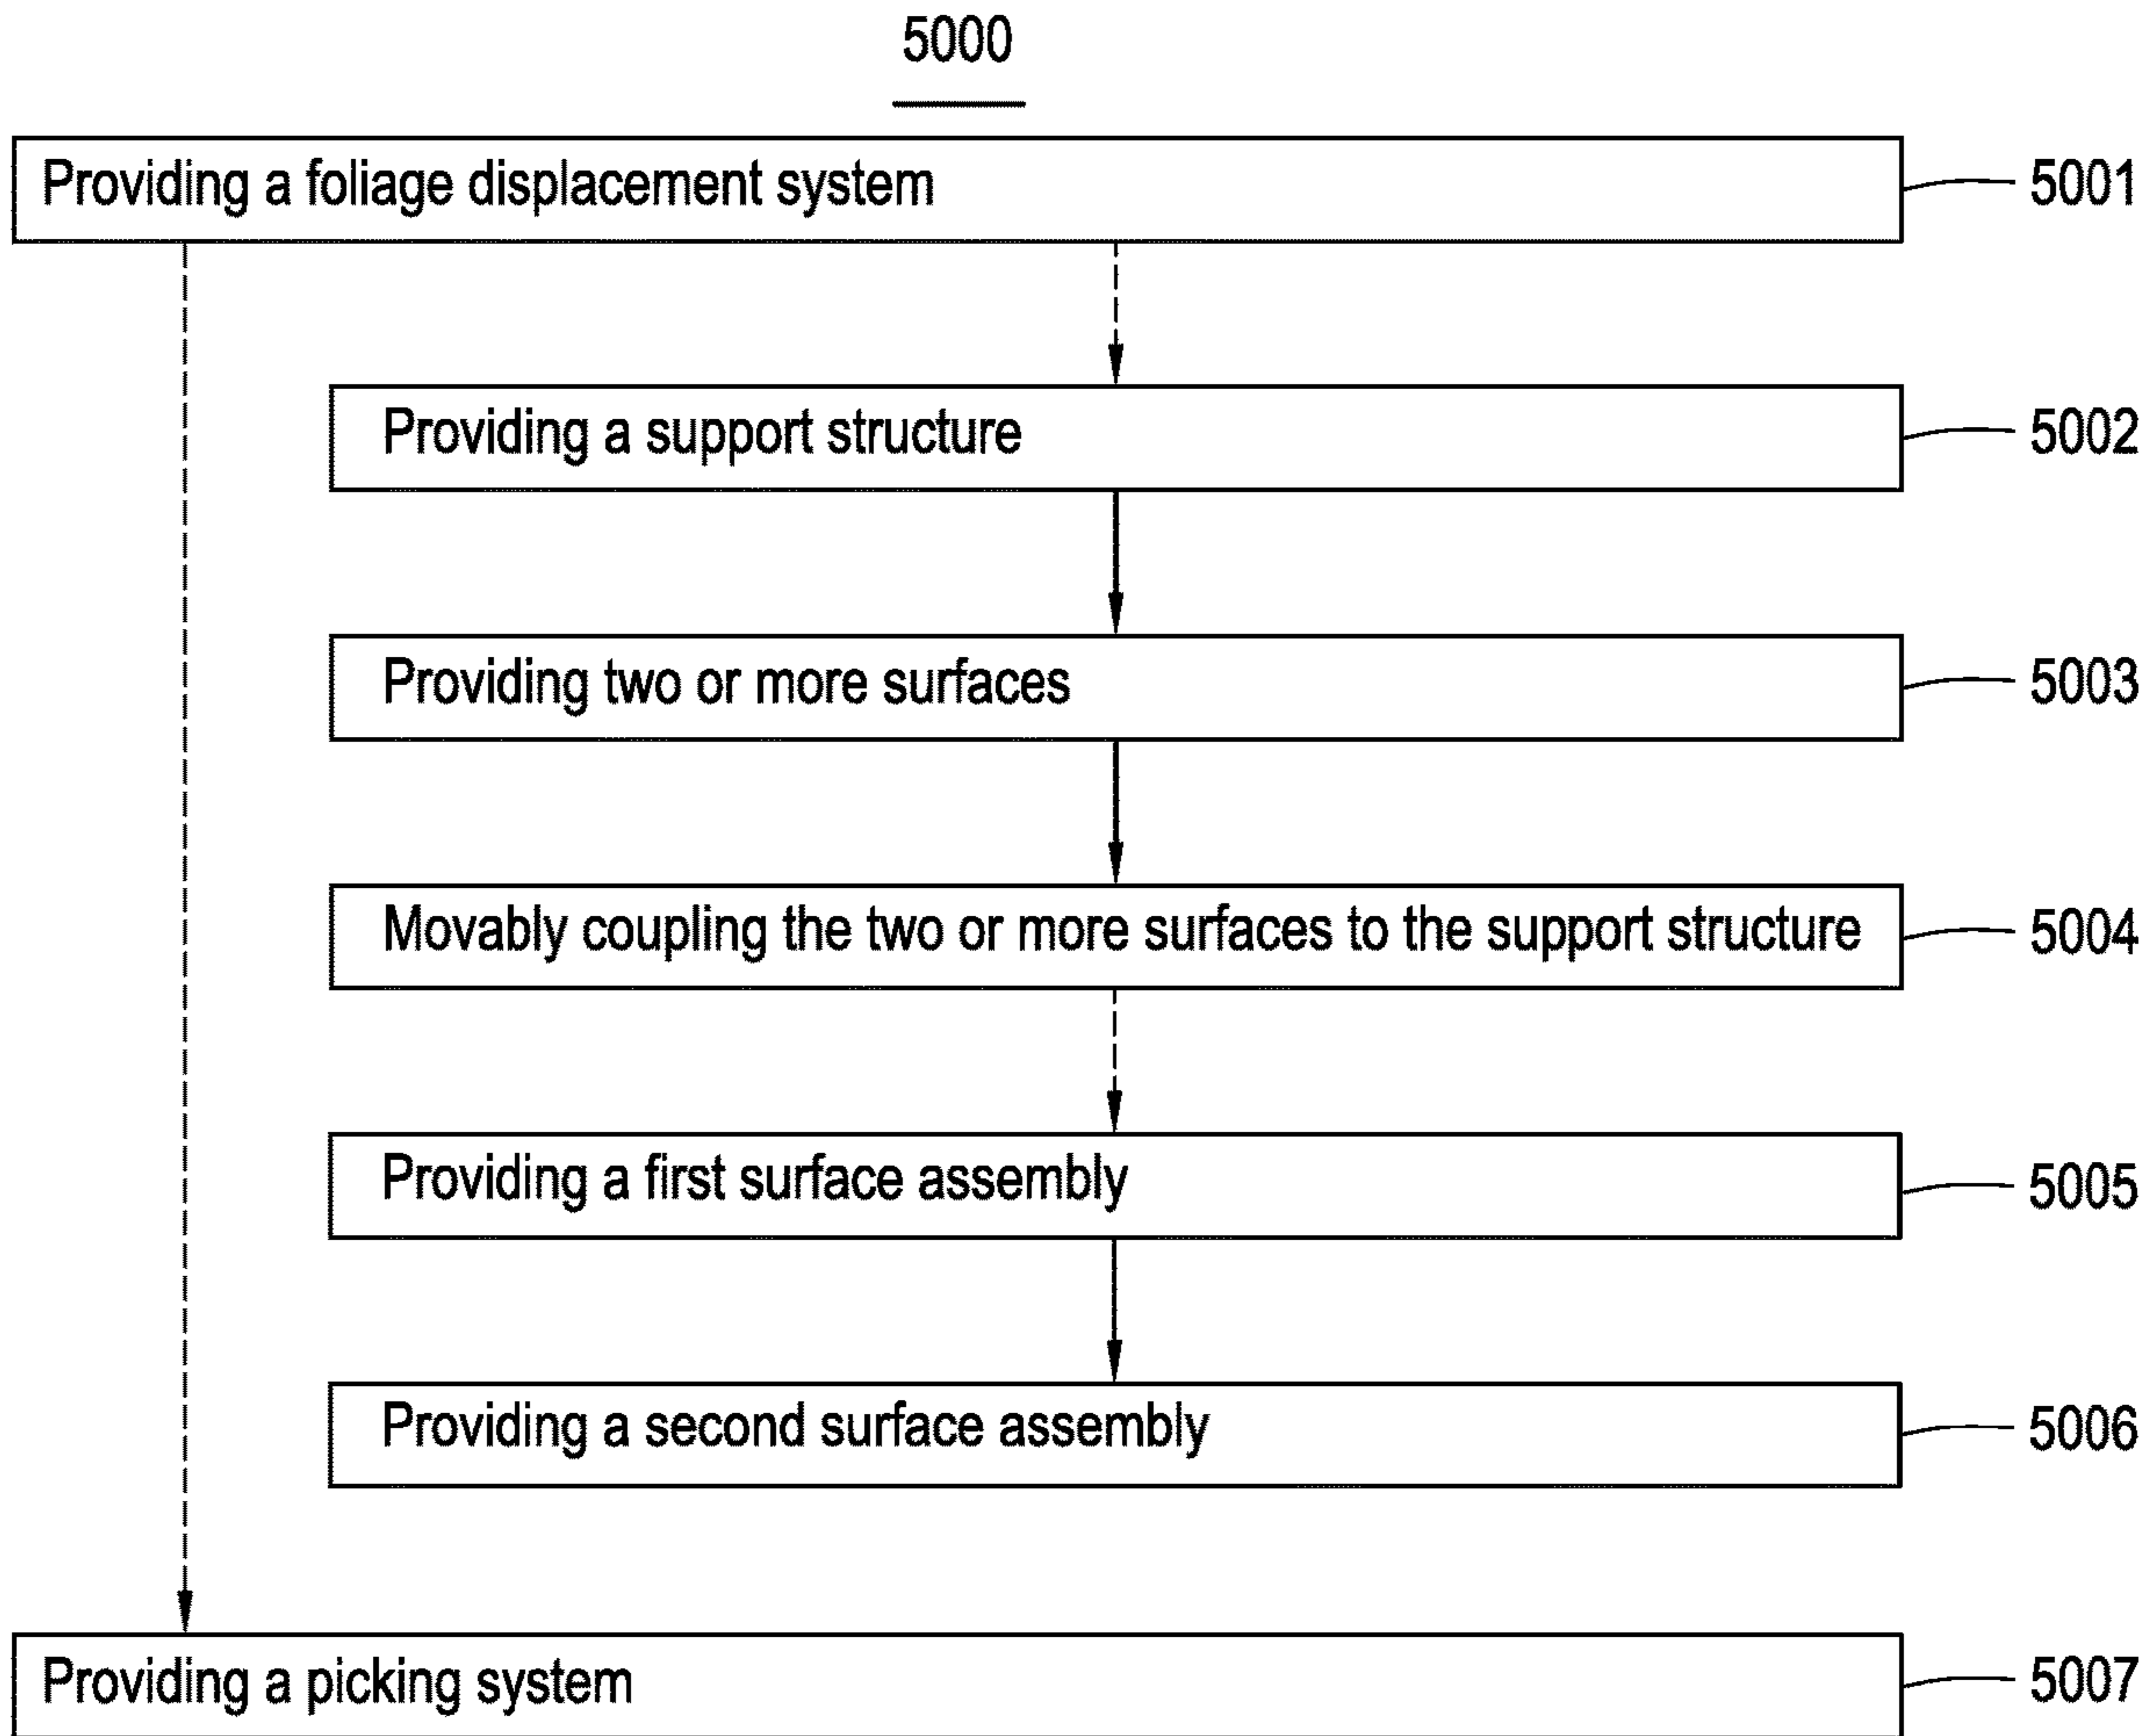 5000
Providing a foliage displacement system 5001
Providing a support structure 5002
Providing two or more surfaces 5003
Movably coupling the two or more surfaces to the support structure 5004
Providing a first surface assembly 5005
Providing a second surface assembly 5006
Providing a picking system 5007